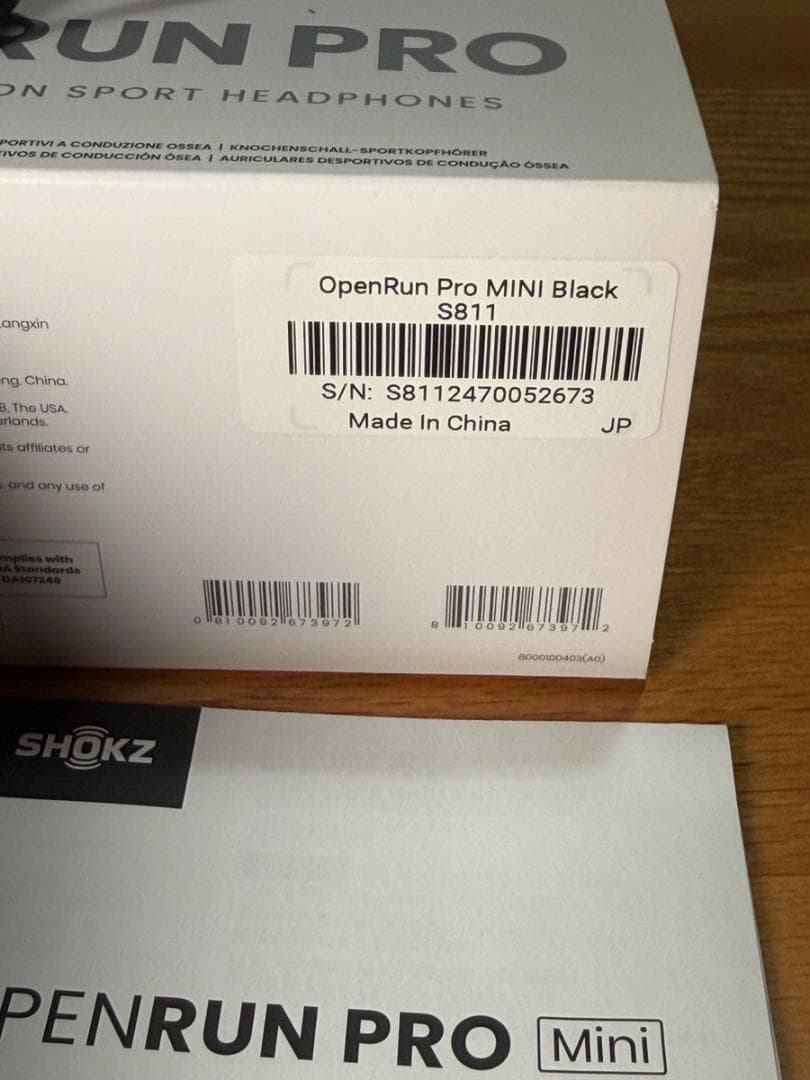 RUN PRO
ON SPORT HEADPHONES
PORTIVI A CONDUZIONE OSSEA | KNOCHENSCHALL-SPORTKOPFHÖRER
TIVOS DE CONDUCCIÓN ÓSEA | AURICULARES DESPORTIVOS DE CONDUÇÃO ÓSSEA
OpenRun Pro MINI Black
S811
S/N: S8112470052673
Made In China
JP
angxin
ng, China.
B, The USA.
erlands.
its affiliates or
s. and any use of
mplies with
A Standards
DA107248
0 810092 673972
8 10092 67397 2
6000100403(A0)
SHOKZ
PENRUN PRO Mini